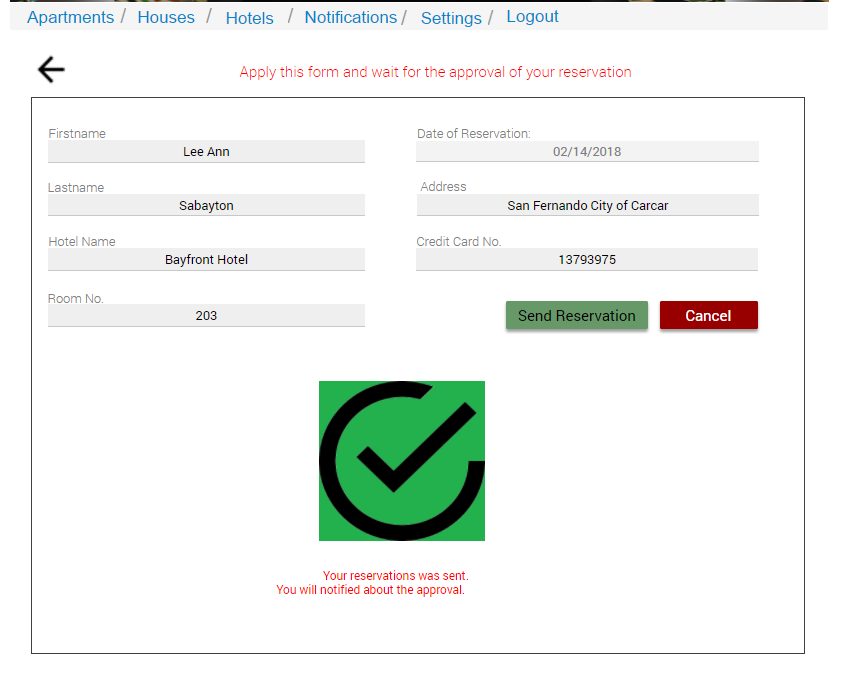 Apartments / Houses / Hotels / Notifications / Settings / Logout
Apply this form and wait for the approval of your reservation
Firstname
Lee Ann
Date of Reservation:
02/14/2018
Lastname
Sabayton
Address
San Fernando City of Carcar
Hotel Name
Bayfront Hotel
Credit Card No.
13793975
Room No.
203
Send Reservation
Cancel
Your reservations was sent.
You will notified about the approval.